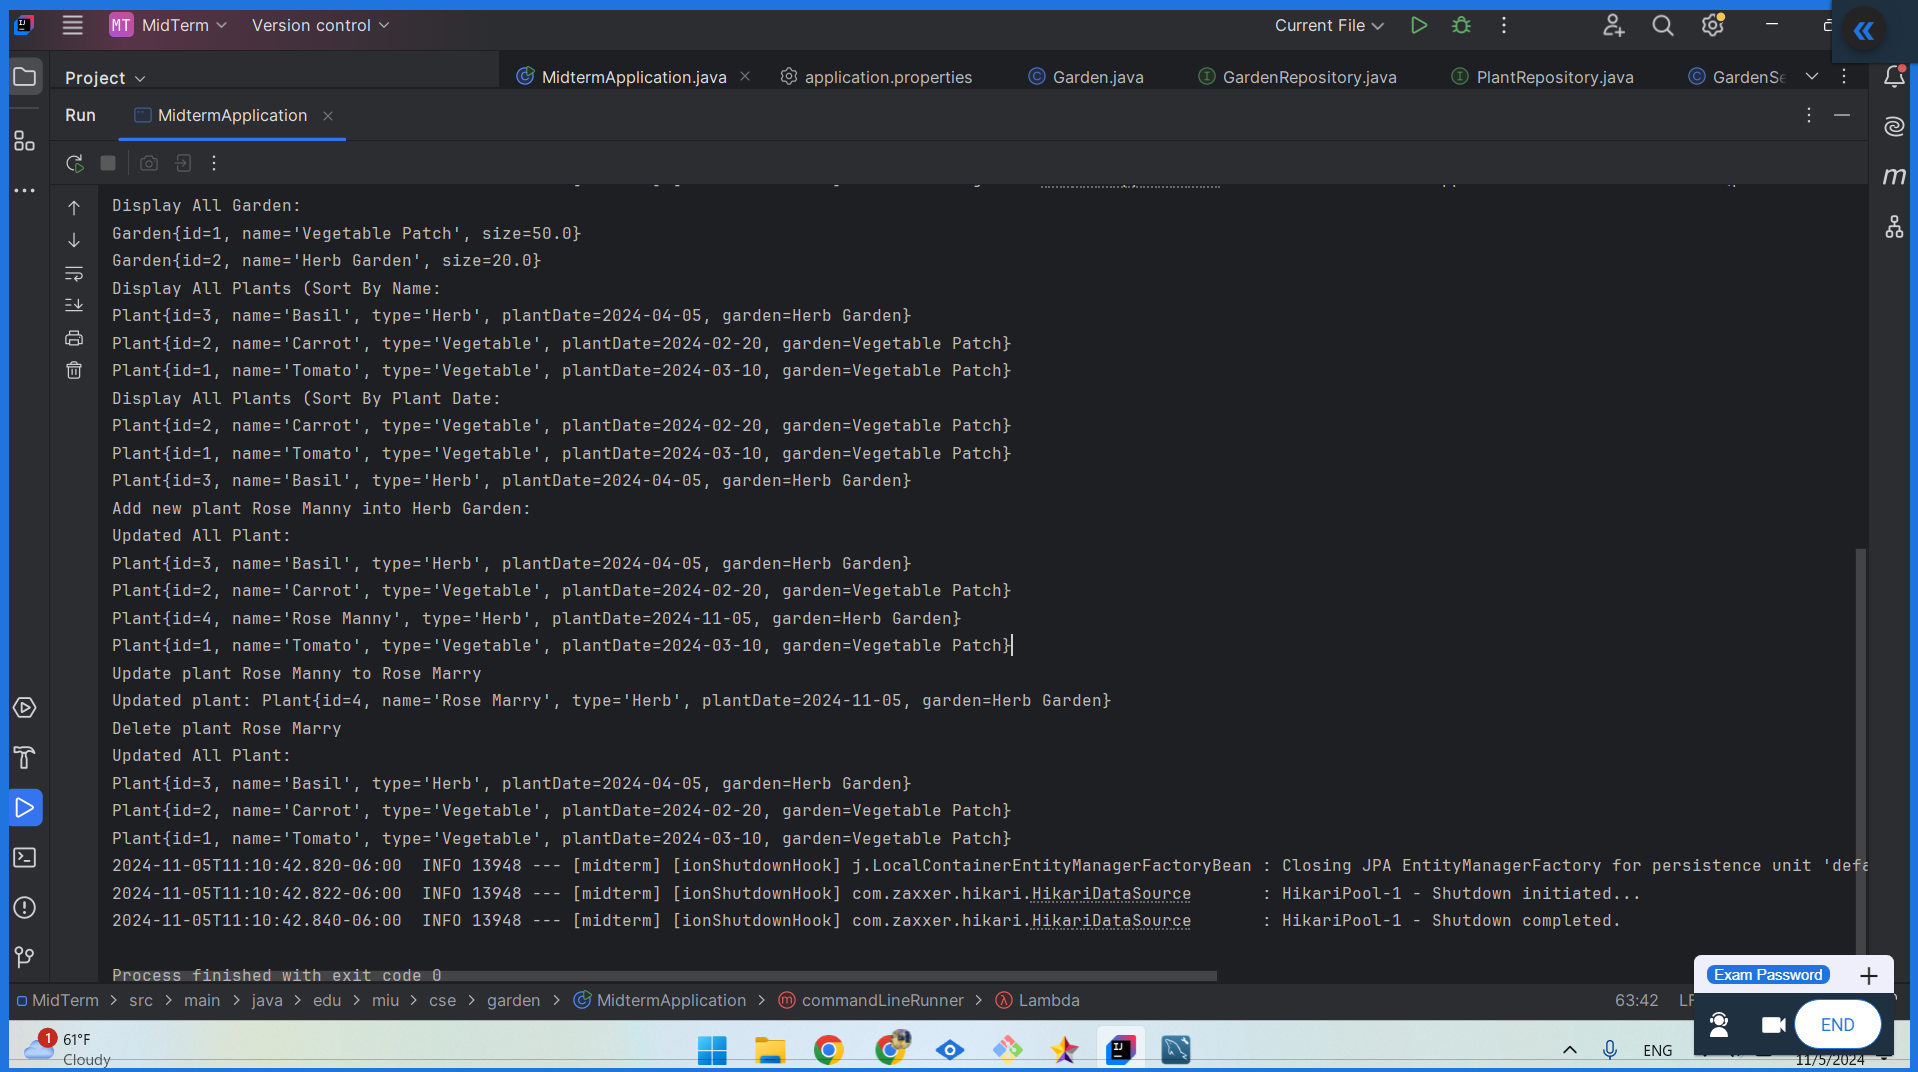 MT MidTerm Version control Current File
Project MidtermApplication.java application.properties Garden.java GardenRepository.java PlantRepository.java GardenSe
Run MidtermApplication
Display All Garden:
Garden{id=1, name='Vegetable Patch', size=50.0}
Garden{id=2, name='Herb Garden', size=20.0}
Display All Plants (Sort By Name:
Plant{id=3, name='Basil', type='Herb', plantDate=2024-04-05, garden=Herb Garden}
Plant{id=2, name='Carrot', type='Vegetable', plantDate=2024-02-20, garden=Vegetable Patch}
Plant{id=1, name='Tomato', type='Vegetable', plantDate=2024-03-10, garden=Vegetable Patch}
Display All Plants (Sort By Plant Date:
Plant{id=2, name='Carrot', type='Vegetable', plantDate=2024-02-20, garden=Vegetable Patch}
Plant{id=1, name='Tomato', type='Vegetable', plantDate=2024-03-10, garden=Vegetable Patch}
Plant{id=3, name='Basil', type='Herb', plantDate=2024-04-05, garden=Herb Garden}
Add new plant Rose Manny into Herb Garden:
Updated All Plant:
Plant{id=3, name='Basil', type='Herb', plantDate=2024-04-05, garden=Herb Garden}
Plant{id=2, name='Carrot', type='Vegetable', plantDate=2024-02-20, garden=Vegetable Patch}
Plant{id=4, name='Rose Manny', type='Herb', plantDate=2024-11-05, garden=Herb Garden}
Plant{id=1, name='Tomato', type='Vegetable', plantDate=2024-03-10, garden=Vegetable Patch}
Update plant Rose Manny to Rose Marry
Updated plant: Plant{id=4, name='Rose Marry', type='Herb', plantDate=2024-11-05, garden=Herb Garden}
Delete plant Rose Marry
Updated All Plant:
Plant{id=3, name='Basil', type='Herb', plantDate=2024-04-05, garden=Herb Garden}
Plant{id=2, name='Carrot', type='Vegetable', plantDate=2024-02-20, garden=Vegetable Patch}
Plant{id=1, name='Tomato', type='Vegetable', plantDate=2024-03-10, garden=Vegetable Patch}
2024-11-05T11:10:42.820-06:00 INFO 13948 --- [midterm] [ionShutdownHook] j.LocalContainerEntityManagerFactoryBean : Closing JPA EntityManagerFactory for persistence unit 'defa
2024-11-05T11:10:42.822-06:00 INFO 13948 --- [midterm] [ionShutdownHook] com.zaxxer.hikari.HikariDataSource : HikariPool-1 - Shutdown initiated...
2024-11-05T11:10:42.840-06:00 INFO 13948 --- [midterm] [ionShutdownHook] com.zaxxer.hikari.HikariDataSource : HikariPool-1 - Shutdown completed.
Process finished with exit code 0
Exam Password +
MidTerm > src > main > java > edu > miu > cse > garden > MidtermApplication > commandLineRunner > Lambda 63:42 LF
END
1 61°F
Cloudy
ENG
11/5/2024